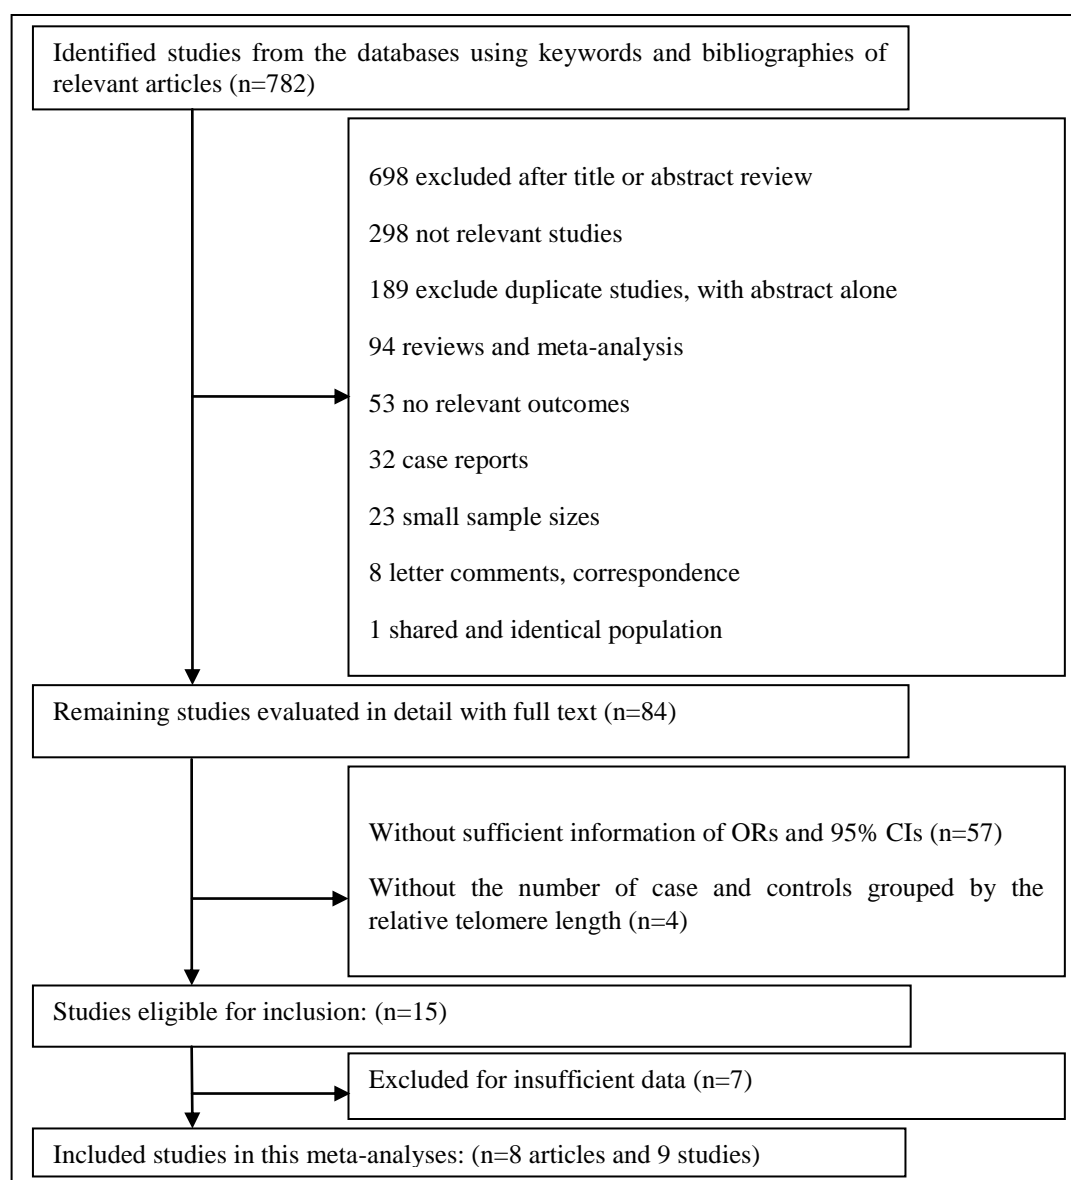 Identified studies from the databases using keywords and bibliographies of
relevant articles (n=782)
698 excluded after title or abstract review
298 not relevant studies
189 exclude duplicate studies, with abstract alone
94 reviews and meta-analysis
53 no relevant outcomes
32 case reports
23 small sample sizes
8 letter comments, correspondence
1 shared and identical population
Remaining studies evaluated in detail with full text (n=84)
Without sufficient information of ORs and 95% CIs (n=57)
Without the number of case and controls grouped by the
relative telomere length (n=4)
Studies eligible for inclusion: (n=15)
Excluded for insufficient data (n=7)
Included studies in this meta-analyses: (n=8 articles and 9 studies)